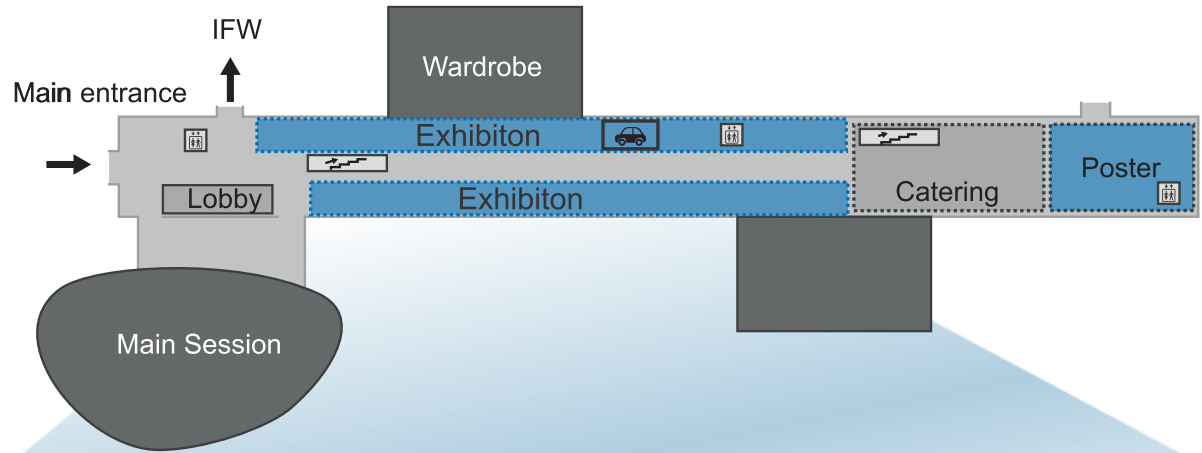 IFW
Main entrance
Wardrobe
Exhibiton
Lobby
Exhibiton
Catering
Poster
Main Session